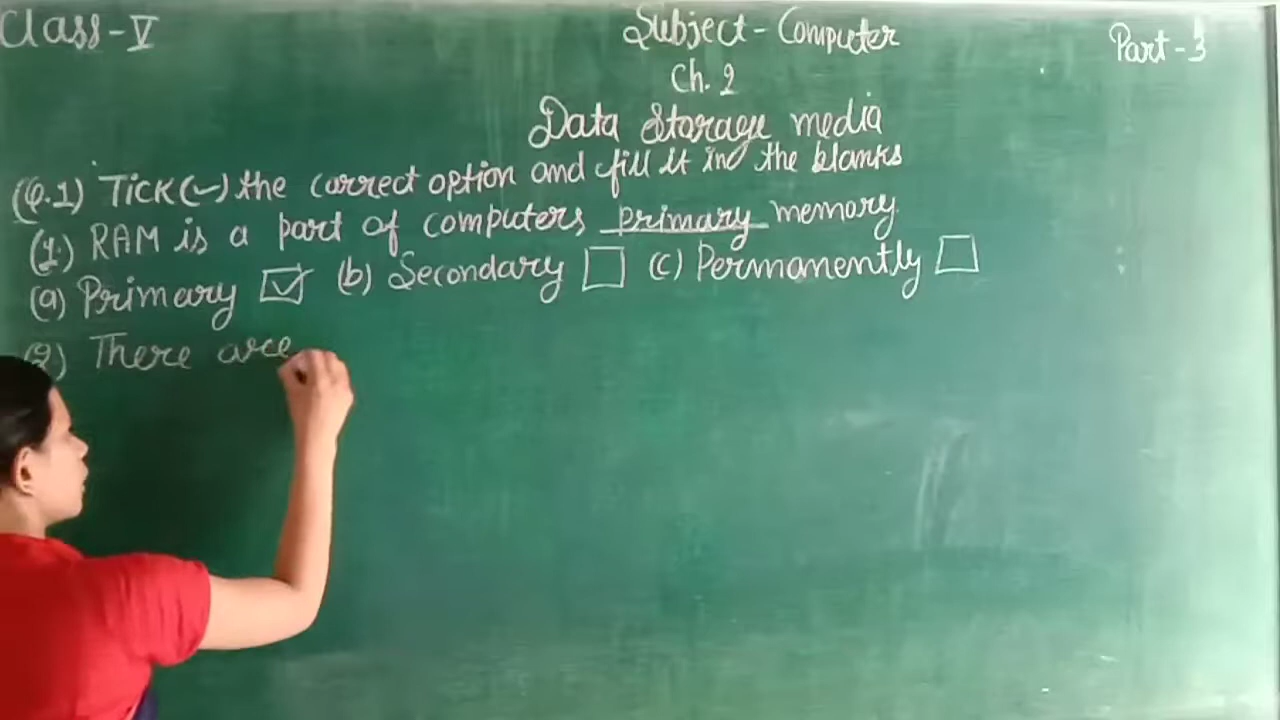 Class-V
Subject - Computer
Part-3
Ch. 2
Data Storage media
(Q.1) Tick(✓) the correct option and fill it in the blanks
(1.) RAM is a part of computers primary memory.
(a) Primary ☑ (b) Secondary ☐ (c) Permanently ☐
(2) There are